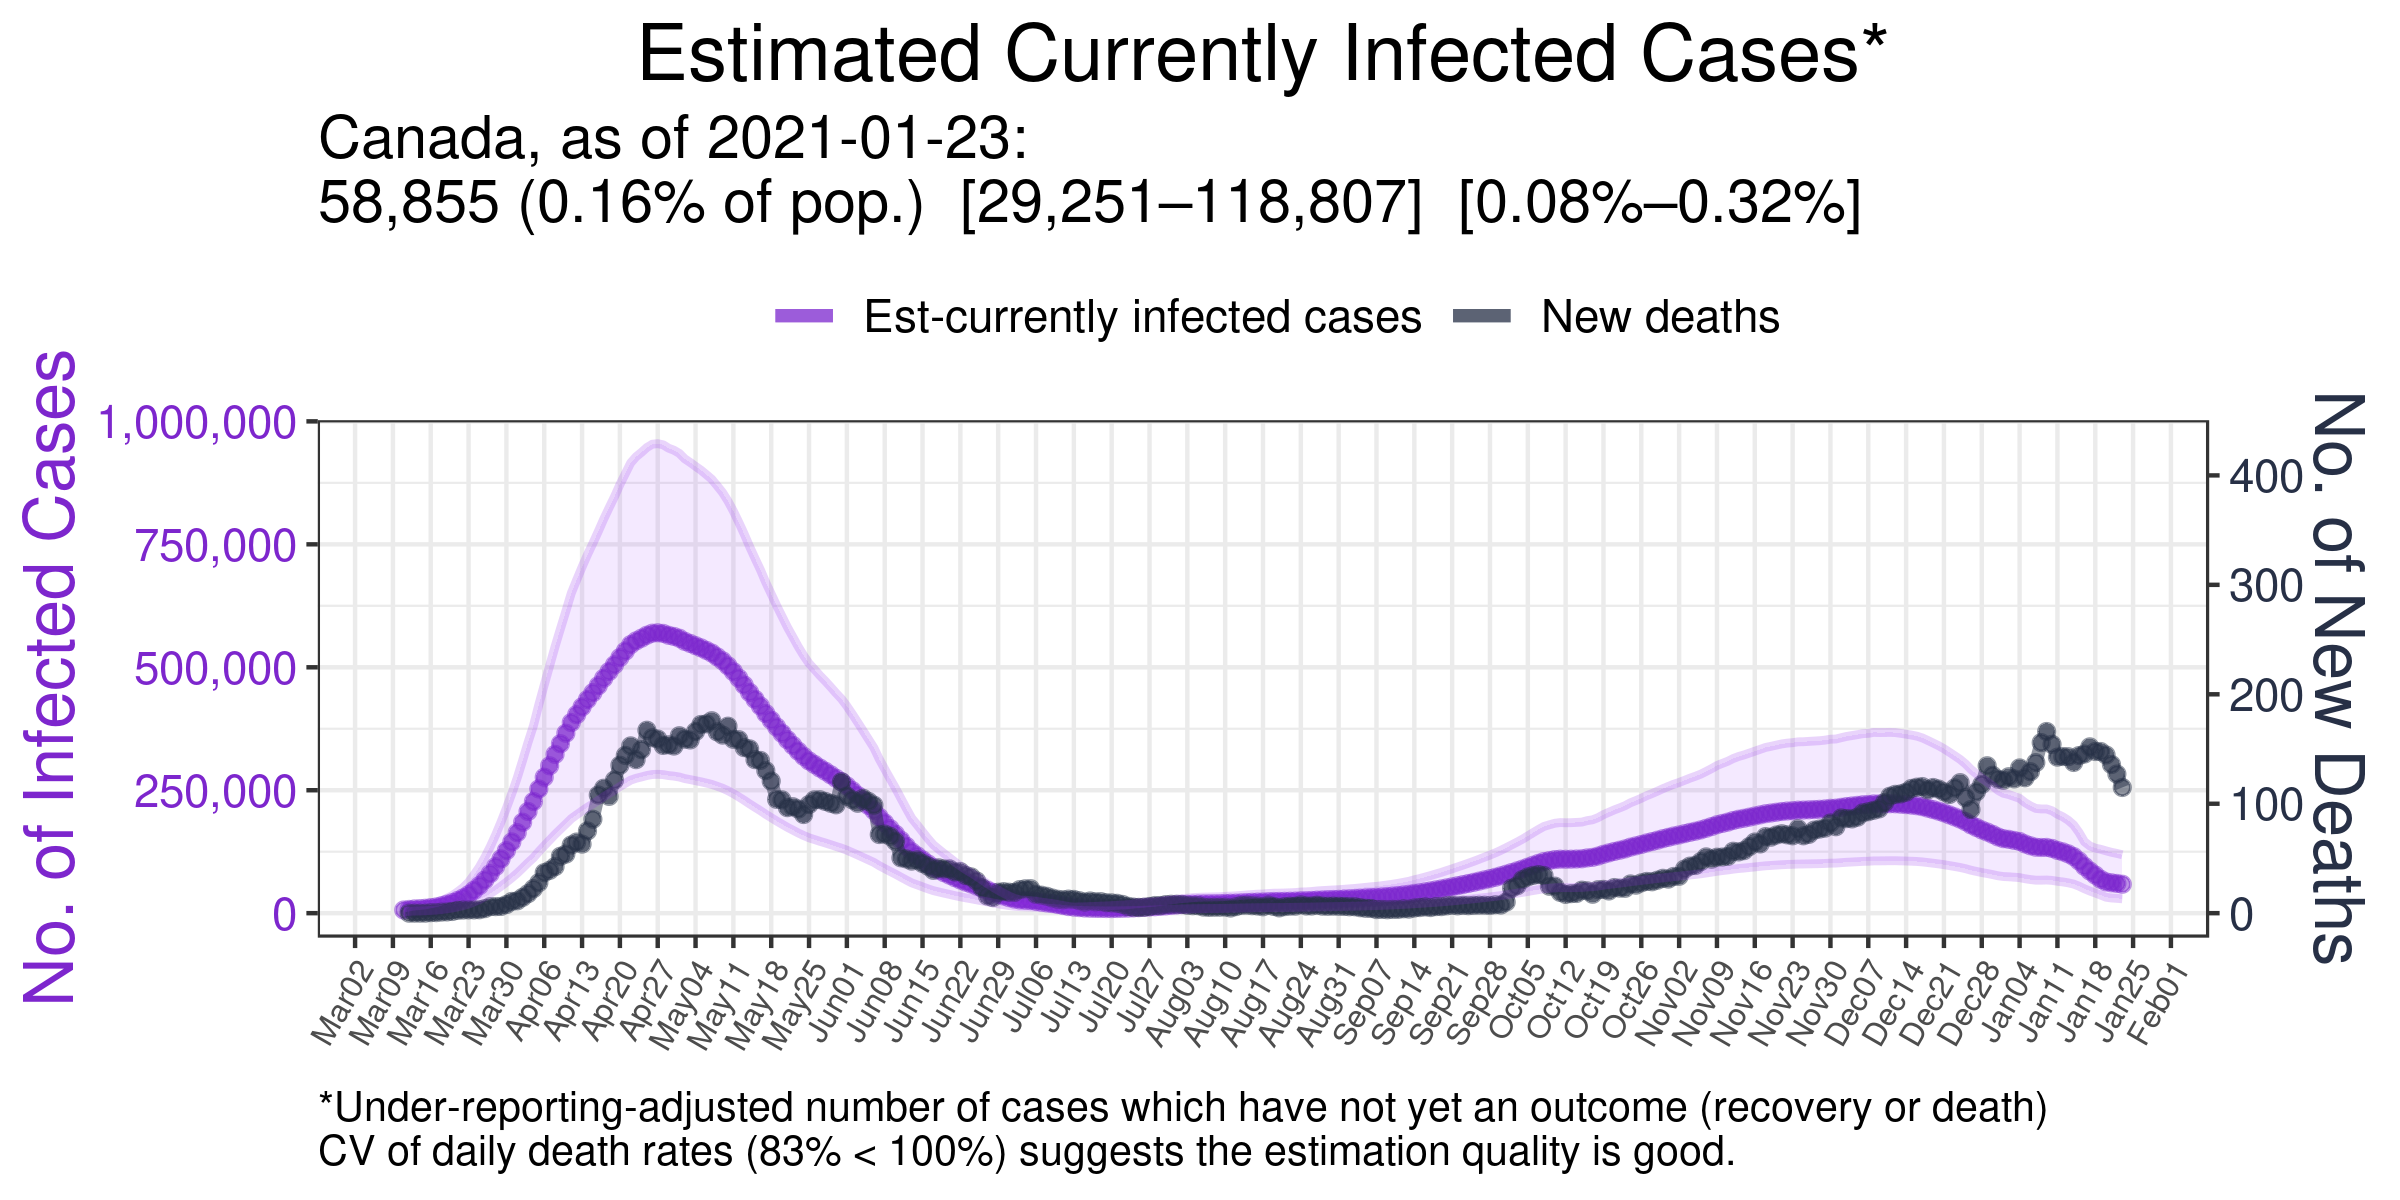 Estimated Currently Infected Cases*
Canada, as of 2021-01-23:
58,855 (0.16% of pop.)  [29,251–118,807]  [0.08%–0.32%]
Est-currently infected cases
New deaths
No. of Infected Cases
1,000,000
750,000
500,000
250,000
0
400
300
200
100
0
No. of New Deaths
Mar02
Mar09
Mar16
Mar23
Mar30
Apr06
Apr13
Apr20
Apr27
May04
May11
May18
May25
Jun01
Jun08
Jun15
Jun22
Jun29
Jul06
Jul13
Jul20
Jul27
Aug03
Aug10
Aug17
Aug24
Aug31
Sep07
Sep14
Sep21
Sep28
Oct05
Oct12
Oct19
Oct26
Nov02
Nov09
Nov16
Nov23
Nov30
Dec07
Dec14
Dec21
Dec28
Jan04
Jan11
Jan18
Jan25
Feb01
*Under-reporting-adjusted number of cases which have not yet an outcome (recovery or death)
CV of daily death rates (83% < 100%) suggests the estimation quality is good.